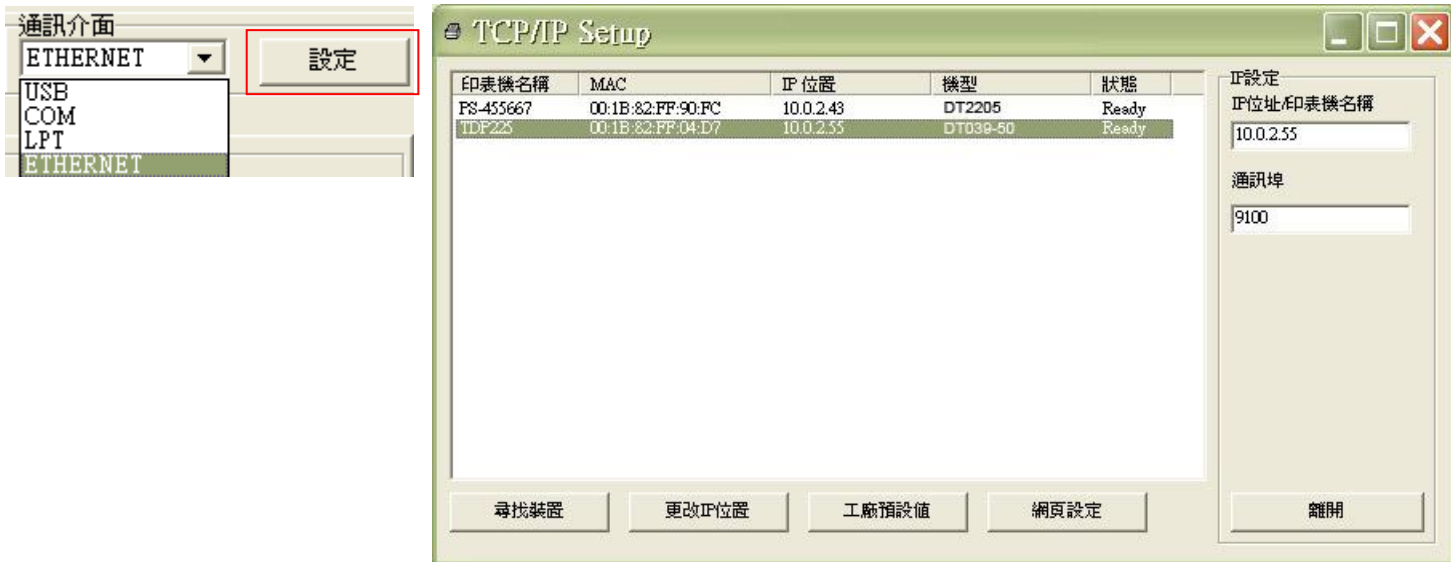 通訊介面
ETHERNET
設定
USB
COM
LPT
ETHERNET
TCP/IP Setup
印表機名稱 MAC IP 位置 機型 狀態
PS-455667 00:1B:82:FF:90:FC 10.0.2.43 DT2205 Ready
TDP225 00:1B:82:FF:04:D7 10.0.2.55 DT039-50 Ready
IP設定
IP位址/印表機名稱
10.0.2.55
通訊埠
9100
尋找裝置 更改IP位置 工廠預設值 網頁設定 離開